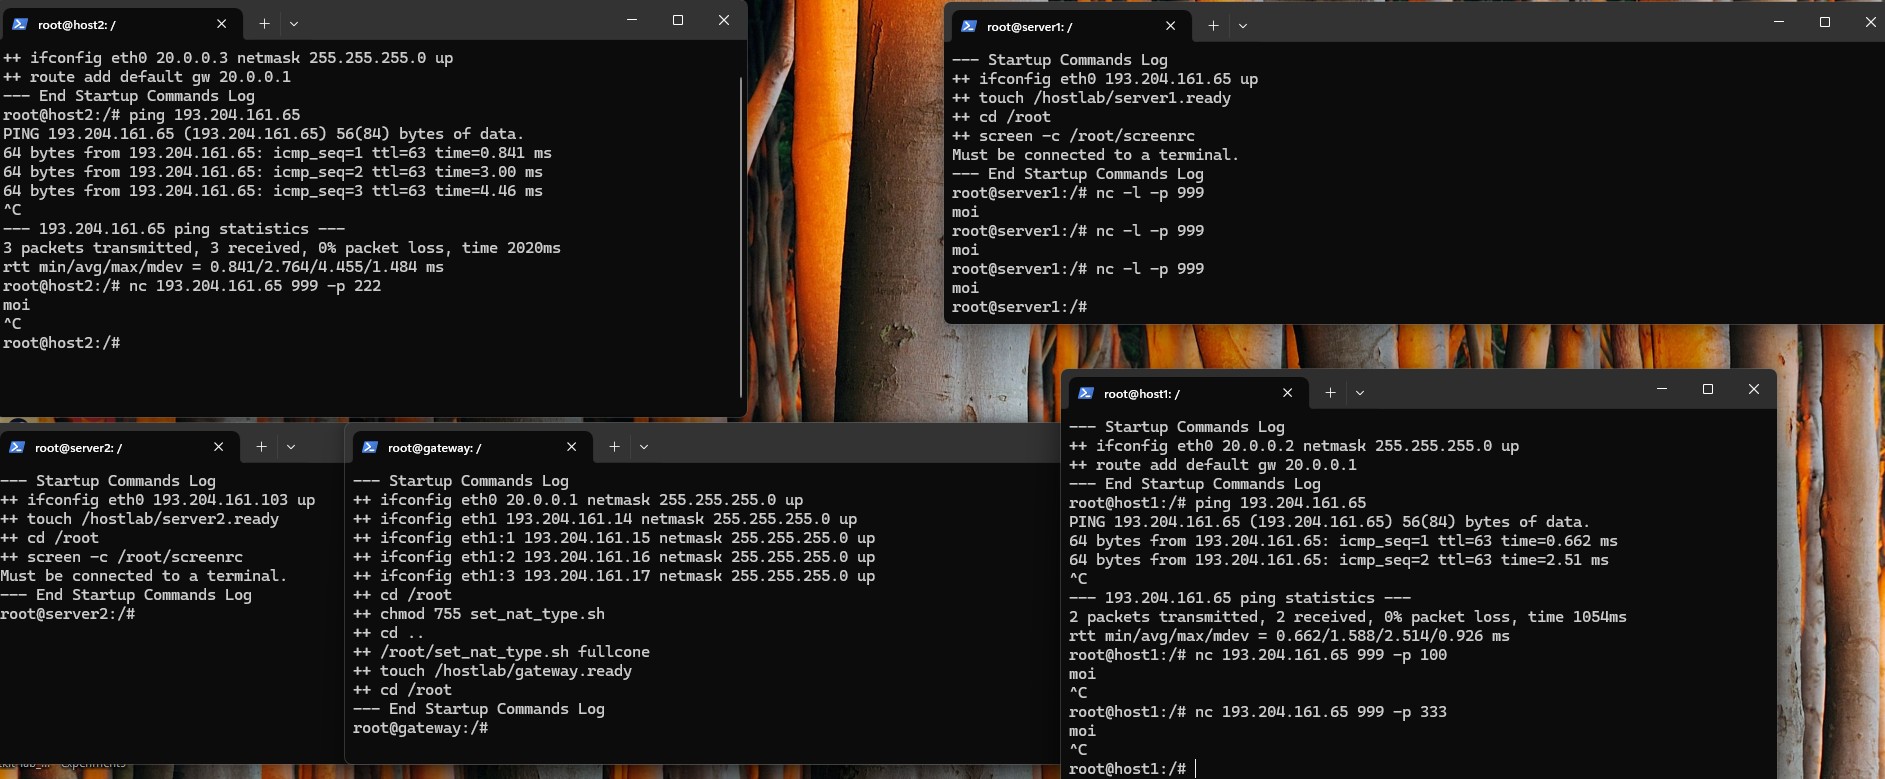 root@host2: /
++ ifconfig eth0 20.0.0.3 netmask 255.255.255.0 up
++ route add default gw 20.0.0.1
--- End Startup Commands Log
root@host2:/# ping 193.204.161.65
PING 193.204.161.65 (193.204.161.65) 56(84) bytes of data.
64 bytes from 193.204.161.65: icmp_seq=1 ttl=63 time=0.841 ms
64 bytes from 193.204.161.65: icmp_seq=2 ttl=63 time=3.00 ms
64 bytes from 193.204.161.65: icmp_seq=3 ttl=63 time=4.46 ms
^C
--- 193.204.161.65 ping statistics ---
3 packets transmitted, 3 received, 0% packet loss, time 2020ms
rtt min/avg/max/mdev = 0.841/2.764/4.455/1.484 ms
root@host2:/# nc 193.204.161.65 999 -p 222
moi
^C
root@host2:/#
root@server1: /
--- Startup Commands Log
++ ifconfig eth0 193.204.161.65 up
++ touch /hostlab/server1.ready
++ cd /root
++ screen -c /root/screenrc
Must be connected to a terminal.
--- End Startup Commands Log
root@server1:/# nc -l -p 999
moi
root@server1:/# nc -l -p 999
moi
root@server1:/# nc -l -p 999
moi
root@server1:/#
root@server2: /
--- Startup Commands Log
++ ifconfig eth0 193.204.161.103 up
++ touch /hostlab/server2.ready
++ cd /root
++ screen -c /root/screenrc
Must be connected to a terminal.
--- End Startup Commands Log
root@server2:/#
root@gateway: /
--- Startup Commands Log
++ ifconfig eth0 20.0.0.1 netmask 255.255.255.0 up
++ ifconfig eth1 193.204.161.14 netmask 255.255.255.0 up
++ ifconfig eth1:1 193.204.161.15 netmask 255.255.255.0 up
++ ifconfig eth1:2 193.204.161.16 netmask 255.255.255.0 up
++ ifconfig eth1:3 193.204.161.17 netmask 255.255.255.0 up
++ cd /root
++ chmod 755 set_nat_type.sh
++ cd ..
++ /root/set_nat_type.sh fullcone
++ touch /hostlab/gateway.ready
++ cd /root
--- End Startup Commands Log
root@gateway:/#
root@host1: /
--- Startup Commands Log
++ ifconfig eth0 20.0.0.2 netmask 255.255.255.0 up
++ route add default gw 20.0.0.1
--- End Startup Commands Log
root@host1:/# ping 193.204.161.65
PING 193.204.161.65 (193.204.161.65) 56(84) bytes of data.
64 bytes from 193.204.161.65: icmp_seq=1 ttl=63 time=0.662 ms
64 bytes from 193.204.161.65: icmp_seq=2 ttl=63 time=2.51 ms
^C
--- 193.204.161.65 ping statistics ---
2 packets transmitted, 2 received, 0% packet loss, time 1054ms
rtt min/avg/max/mdev = 0.662/1.588/2.514/0.926 ms
root@host1:/# nc 193.204.161.65 999 -p 100
moi
^C
root@host1:/# nc 193.204.161.65 999 -p 333
moi
^C
root@host1:/#